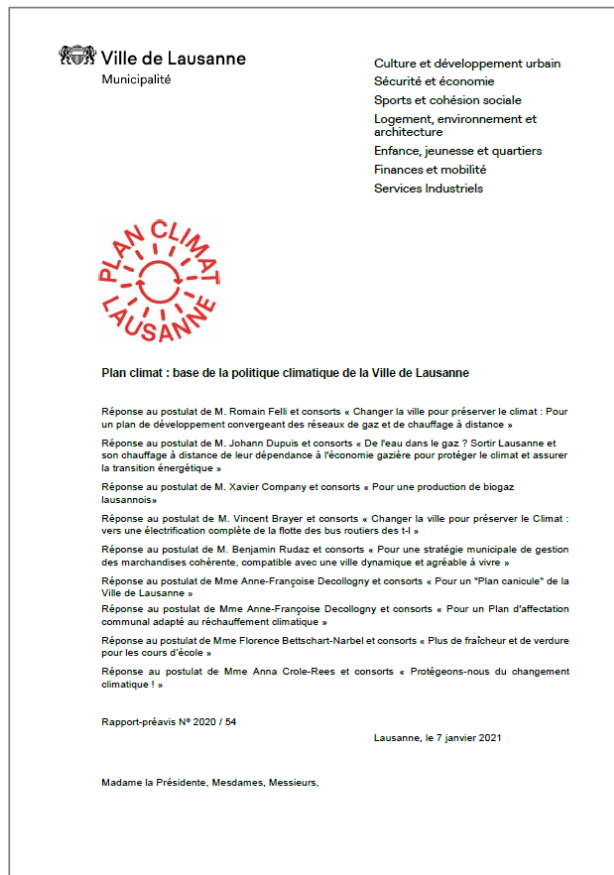 Ville de Lausanne
Municipalité
Culture et développement urbain
Sécurité et économie
Sports et cohésion sociale
Logement, environnement et
architecture
Enfance, jeunesse et quartiers
Finances et mobilité
Services Industriels
PLAN CLIMAT
LAUSANNE
Plan climat : base de la politique climatique de la Ville de Lausanne
Réponse au postulat de M. Romain Felli et consorts « Changer la ville pour préserver le climat : Pour
un plan de développement convergeant des réseaux de gaz et de chauffage à distance »
Réponse au postulat de M. Johann Dupuis et consorts « De l'eau dans le gaz ? Sortir Lausanne et
son chauffage à distance de leur dépendance à l'économie gazière pour protéger le climat et assurer
la transition énergétique »
Réponse au postulat de M. Xavier Company et consorts « Pour une production de biogaz
lausannois»
Réponse au postulat de M. Vincent Brayer et consorts « Changer la ville pour préserver le Climat :
vers une électrification complète de la flotte des bus routiers des t-l »
Réponse au postulat de M. Benjamin Rudaz et consorts « Pour une stratégie municipale de gestion
des marchandises cohérente, compatible avec une ville dynamique et agréable à vivre »
Réponse au postulat de Mme Anne-Françoise Decollogny et consorts « Pour un "Plan canicule" de la
Ville de Lausanne »
Réponse au postulat de Mme Anne-Françoise Decollogny et consorts « Pour un Plan d'affectation
communal adapté au réchauffement climatique »
Réponse au postulat de Mme Florence Bettschart-Narbel et consorts « Plus de fraîcheur et de verdure
pour les cours d'école »
Réponse au postulat de Mme Anna Crole-Rees et consorts « Protégeons-nous du changement
climatique ! »
Rapport-préavis Nº 2020 / 54
Lausanne, le 7 janvier 2021
Madame la Présidente, Mesdames, Messieurs,